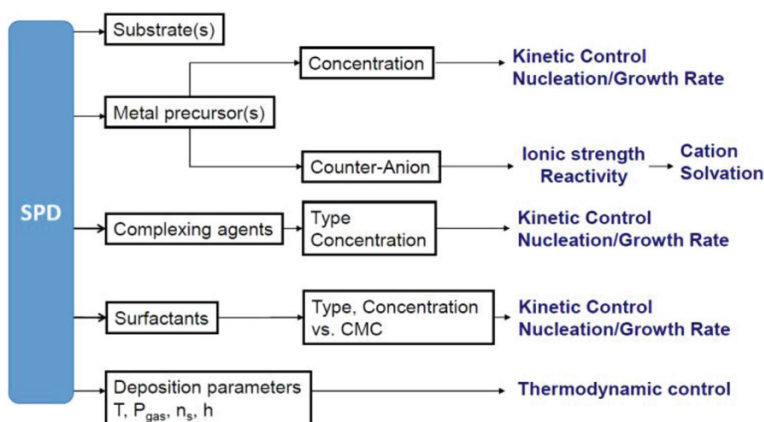 SPD
Substrate(s)
Metal precursor(s)
Concentration
Kinetic Control
Nucleation/Growth Rate
Counter-Anion
Ionic strength
Reactivity
Cation
Solvation
Complexing agents
Type
Concentration
Kinetic Control
Nucleation/Growth Rate
Surfactants
Type, Concentration
vs. CMC
Kinetic Control
Nucleation/Growth Rate
Deposition parameters
T, Pgas, ns, h
Thermodynamic control